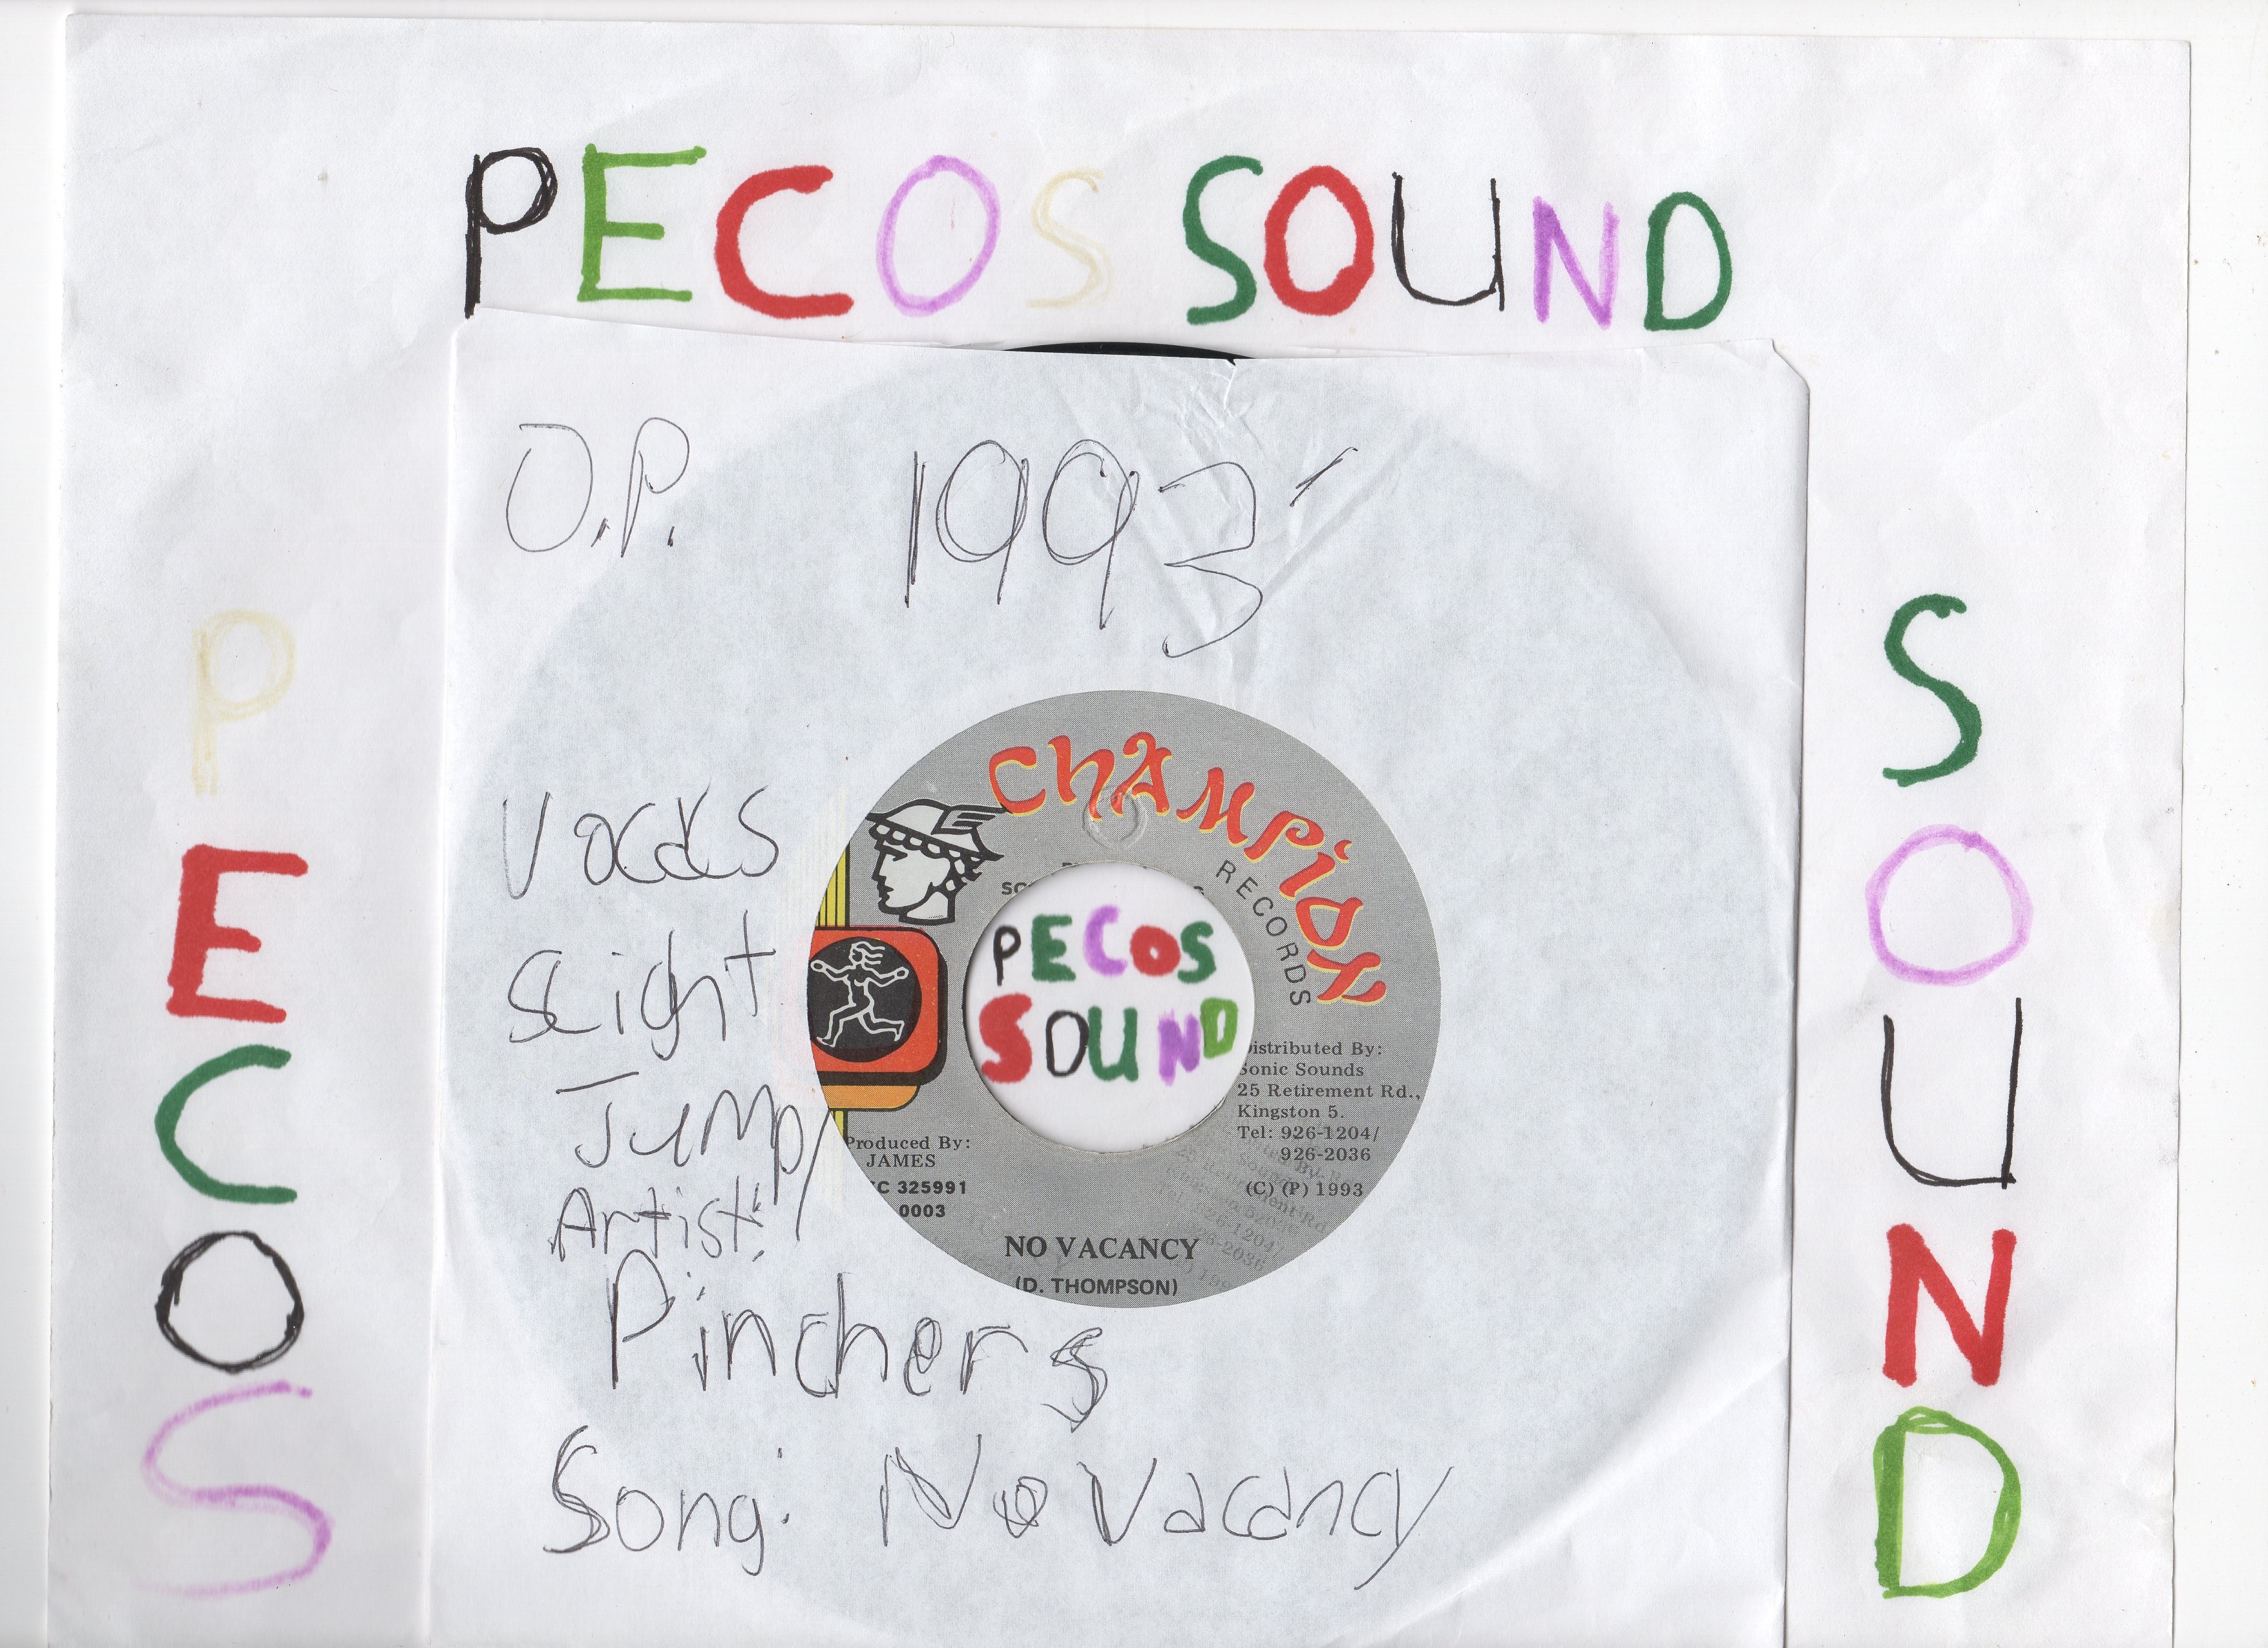 PECOS SOUND
O.P. 1993'
Vocals
slight
Jump/
Artist:
Pinchers
Song: No Vacancy
PECOS
SOUND
CHAMPiON
RECORDS
PECOS
SOUND
Distributed By:
Sonic Sounds
25 Retirement Rd.,
Kingston 5.
Tel: 926-1204/
926-2036
(C) (P) 1993
Produced By:
JAMES
C 325991
0003
NO VACANCY
(D. THOMPSON)